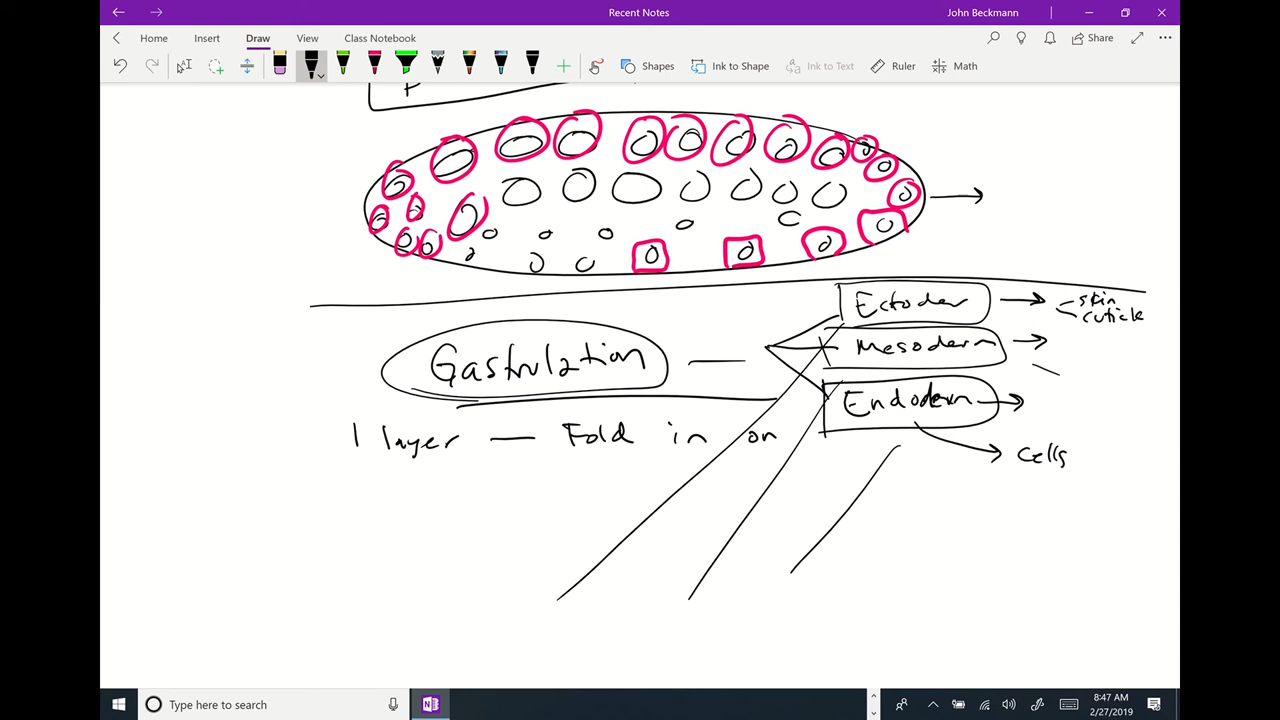 Recent Notes
John Beckmann
Home Insert Draw View Class Notebook
Share
Shapes
Ink to Shape
Ink to Text
Ruler
Math
Ectoder
- skin
- cuticle
Gastrulation
Mesoderm
Endoderm
1 layer — Fold in on
cells
Type here to search
8:47 AM
2/27/2019